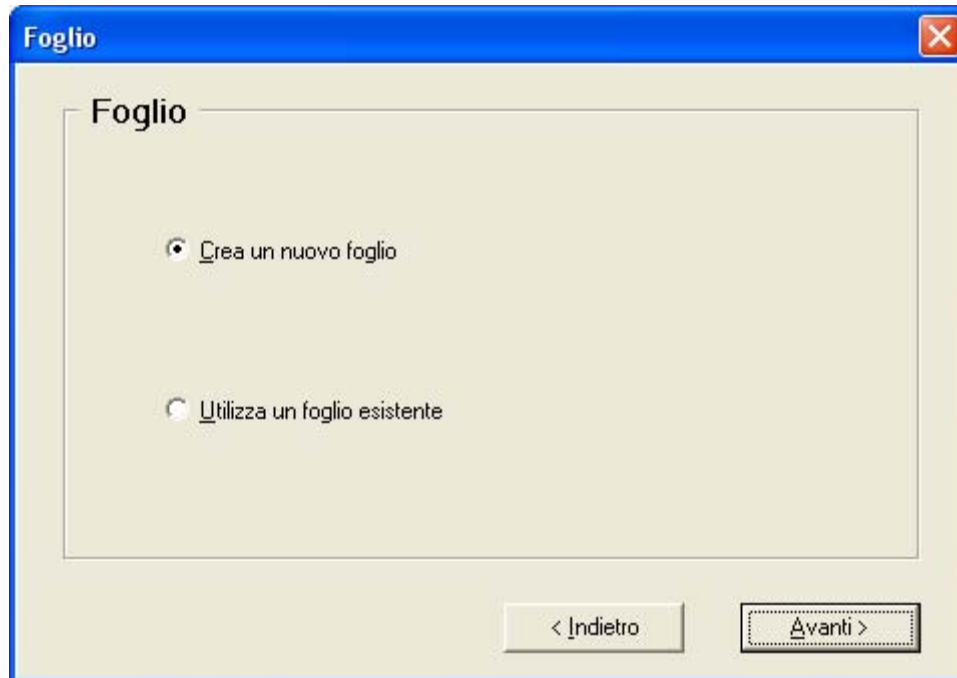 Foglio
Foglio
Crea un nuovo foglio
Utilizza un foglio esistente
< Indietro
Avanti >